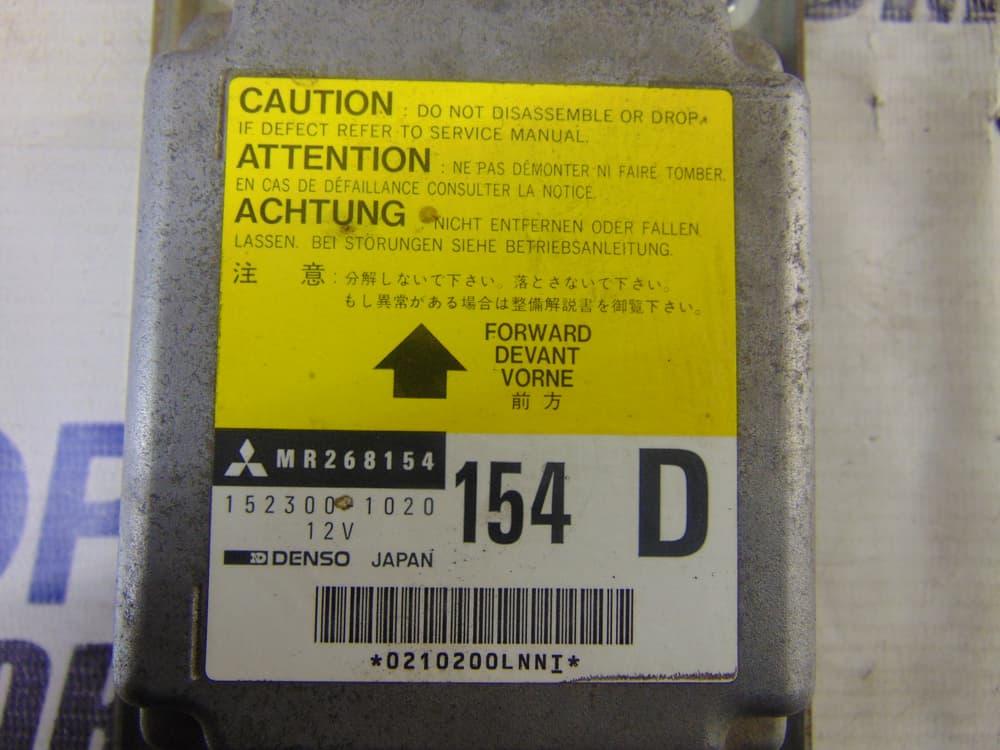 CAUTION : DO NOT DISASSEMBLE OR DROP.
IF DEFECT REFER TO SERVICE MANUAL.
ATTENTION : NE PAS DÉMONTER NI FAIRE TOMBER.
EN CAS DE DÉFAILLANCE CONSULTER LA NOTICE.
ACHTUNG NICHT ENTFERNEN ODER FALLEN
LASSEN. BEI STÖRUNGEN SIEHE BETRIEBSANLEITUNG.
注 意 : 分解しないで下さい。落とさないで下さい。
もし異常がある場合は整備解説書を御覧下さい。
FORWARD
DEVANT
VORNE
前方
MR268154
152300-1020
12V
DENSO JAPAN
154 D
*0210200LNNI*